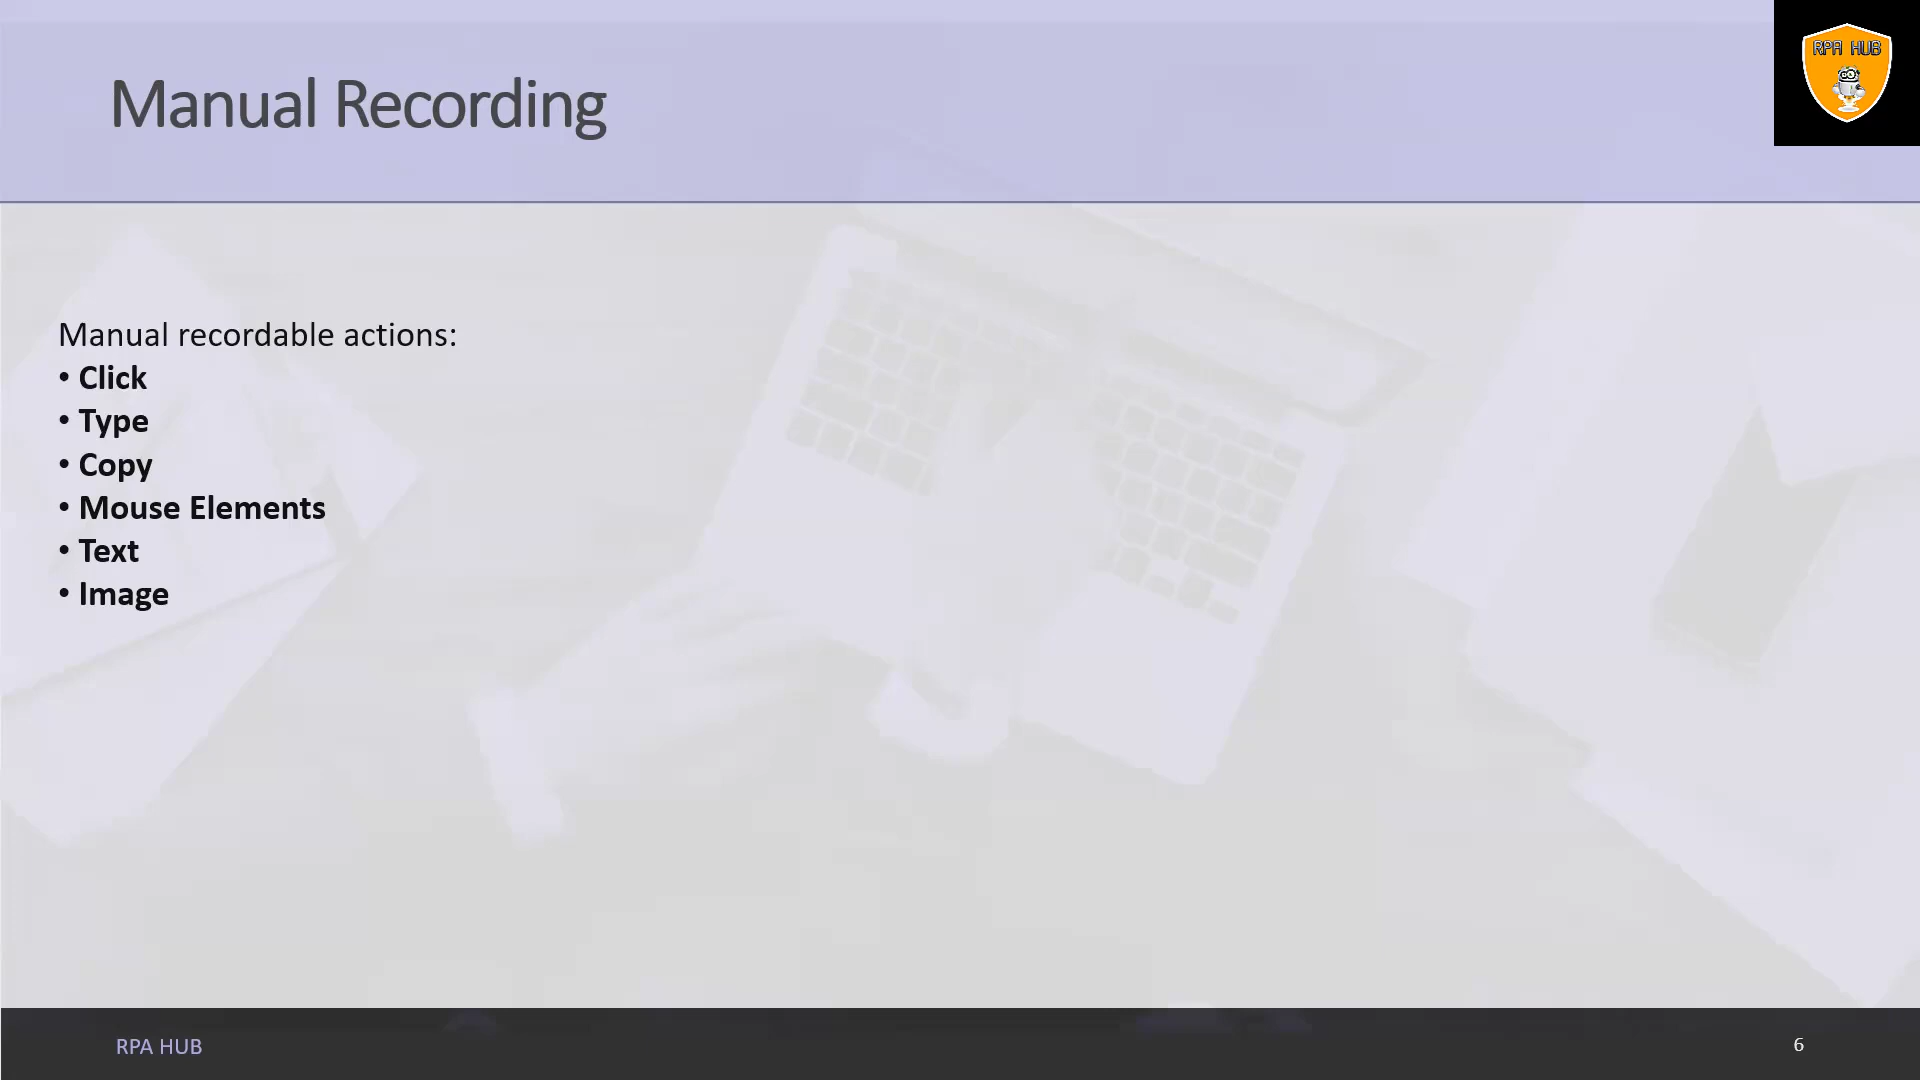 RPA HUB
Manual Recording
Manual recordable actions:
• Click
• Type
• Copy
• Mouse Elements
• Text
• Image
RPA HUB
6